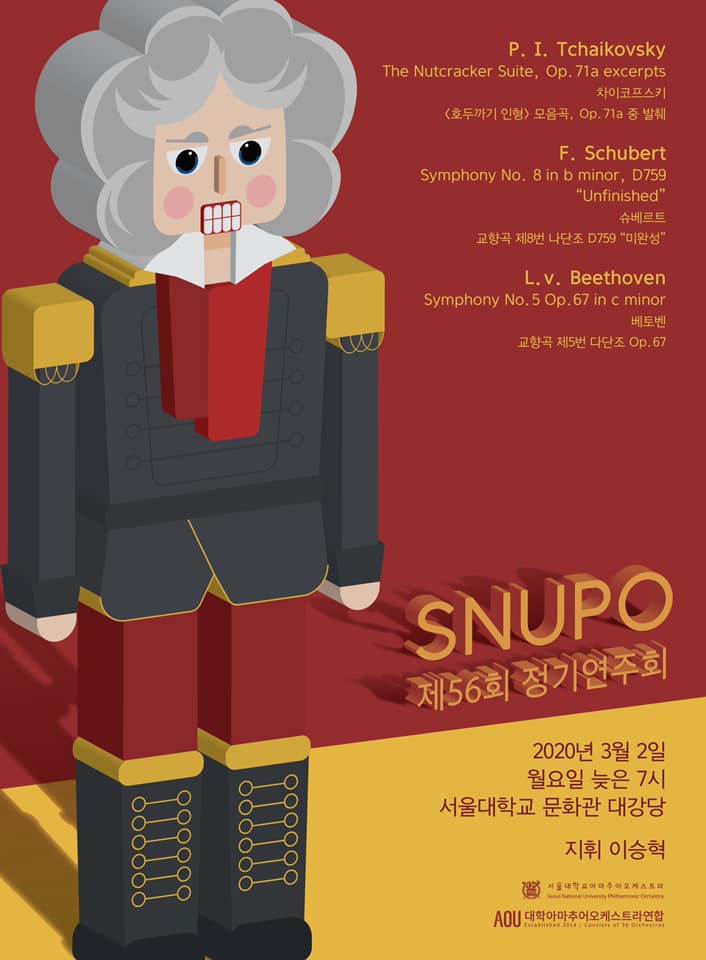 P. I. Tchaikovsky
The Nutcracker Suite, Op. 71a excerpts
차이코프스키
〈호두까기 인형〉 모음곡, Op. 71a 중 발췌
F. Schubert
Symphony No. 8 in b minor, D759
“Unfinished”
슈베르트
교향곡 제8번 나단조 D759 “미완성”
L. v. Beethoven
Symphony No. 5 Op. 67 in c minor
베토벤
교향곡 제5번 다단조 Op. 67
SNUPO
제56회 정기연주회
2020년 3월 2일
월요일 늦은 7시
서울대학교 문화관 대강당
지휘 이승혁
서울대학교아마추어오케스트라
Seoul National University Philharmonic Orchestra
AOU 대학아마추어오케스트라연합
Established 2014 / Consists of 38 Orchestras